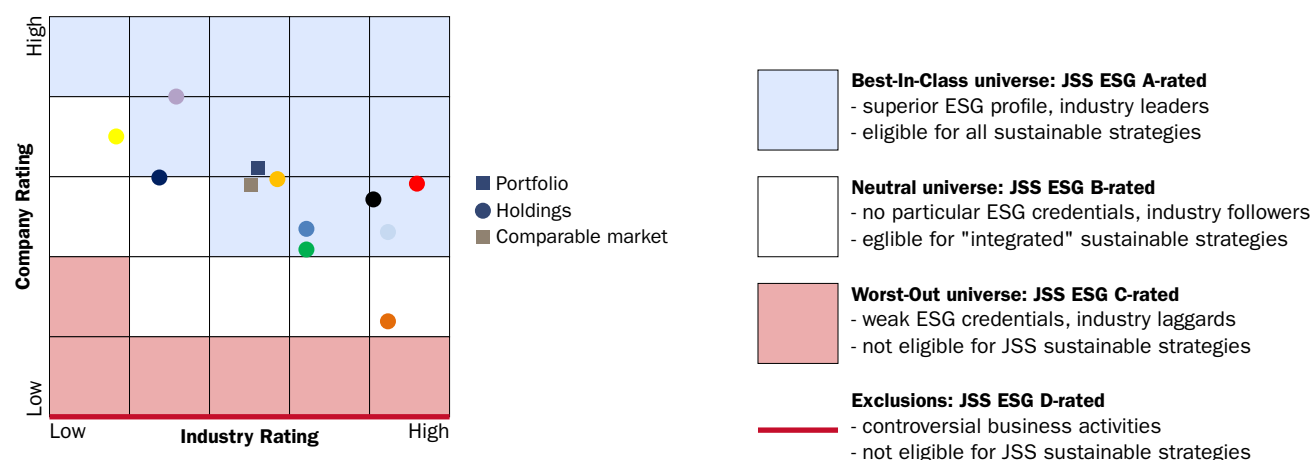 High
Company Rating
Low
Low
Industry Rating
High
Portfolio
Holdings
Comparable market
Best-In-Class universe: JSS ESG A-rated
- superior ESG profile, industry leaders
- eligible for all sustainable strategies
Neutral universe: JSS ESG B-rated
- no particular ESG credentials, industry followers
- eglible for "integrated" sustainable strategies
Worst-Out universe: JSS ESG C-rated
- weak ESG credentials, industry laggards
- not eligible for JSS sustainable strategies
Exclusions: JSS ESG D-rated
- controversial business activities
- not eligible for JSS sustainable strategies